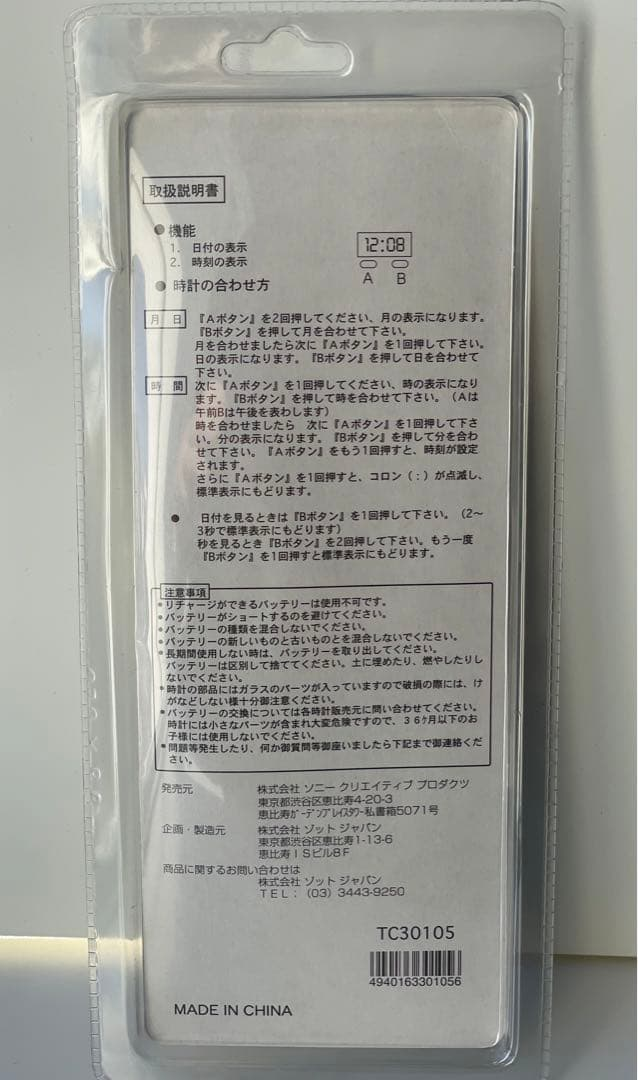 取扱説明書
● 機能
1. 日付の表示
2. 時刻の表示
12:08
A B
● 時計の合わせ方
月 日 『Aボタン』を2回押してください、月の表示になります。
『Bボタン』を押して月を合わせて下さい。
月を合わせましたら次に『Aボタン』を1回押して下さい。
日の表示になります。『Bボタン』を押して日を合わせて
下さい。
時 間 次に『Aボタン』を1回押してください、時の表示になり
ます。『Bボタン』を押して時を合わせて下さい。（Aは
午前Bは午後を表わします）
時を合わせましたら 次に『Aボタン』を1回押して下さ
い。分の表示になります。『Bボタン』を押して分を合わ
せて下さい。『Aボタン』をもう1回押すと、時刻が設定
されます。
さらに『Aボタン』を1回押すと、コロン（:）が点滅し、
標準表示にもどります。
● 日付を見るときは『Bボタン』を1回押して下さい。（2～
3秒で標準表示にもどります）
秒を見るとき『Bボタン』を2回押して下さい。もう一度
『Bボタン』を1回押すと標準表示にもどります。
注意事項
●リチャージができるバッテリーは使用不可です。
●バッテリーがショートするのを避けてください。
●バッテリーの種類を混合しないでください。
●バッテリーの新しいものと古いものとを混合しないでください。
●長期間使用しない時は、バッテリーを取り出してください。
バッテリーは区別して捨ててください。土に埋めたり、燃やしたりし
ないでください。
●時計の部品にはガラスのパーツが入っていますので破損の際には、け
がなどしない様十分御注意ください。
●バッテリーの交換については各時計販売元に問い合わせてください。
時計には小さなパーツが含まれ大変危険ですので、36ヶ月以下のお
子様には使用しないでください。
●問題等発生したり、何か御質問等御座いましたら下記まで御連絡くだ
さい。
発売元 株式会社 ソニー クリエイティブ プロダクツ
東京都渋谷区恵比寿4-20-3
恵比寿ガーデンプレイスタワー私書箱5071号
企画・製造元 株式会社 ゾット ジャパン
東京都渋谷区恵比寿1-13-6
恵比寿ISビル8F
商品に関するお問い合わせは
株式会社 ゾット ジャパン
TEL：（03）3443-9250
TC30105
4940163301056
MADE IN CHINA